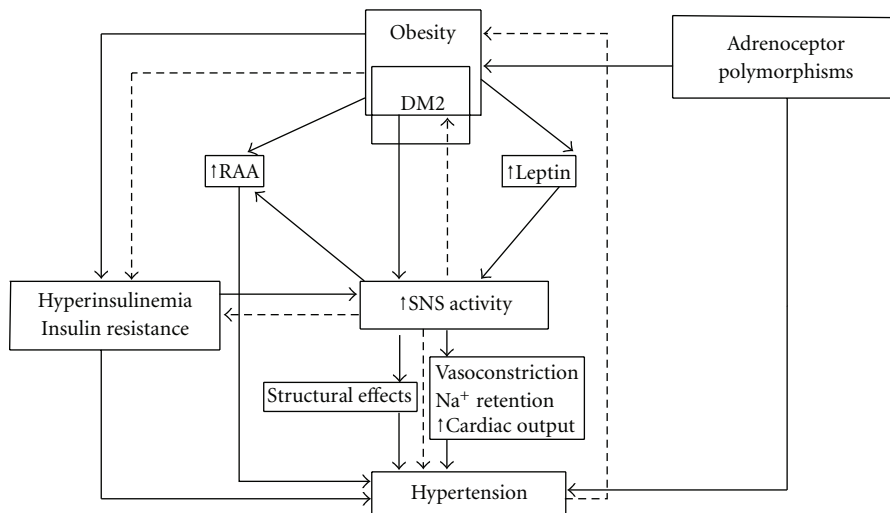 Obesity
Adrenoceptor
polymorphisms
DM2
↑RAA
↑Leptin
Hyperinsulinemia
Insulin resistance
↑SNS activity
Structural effects
Vasoconstriction
Na⁺ retention
↑Cardiac output
Hypertension